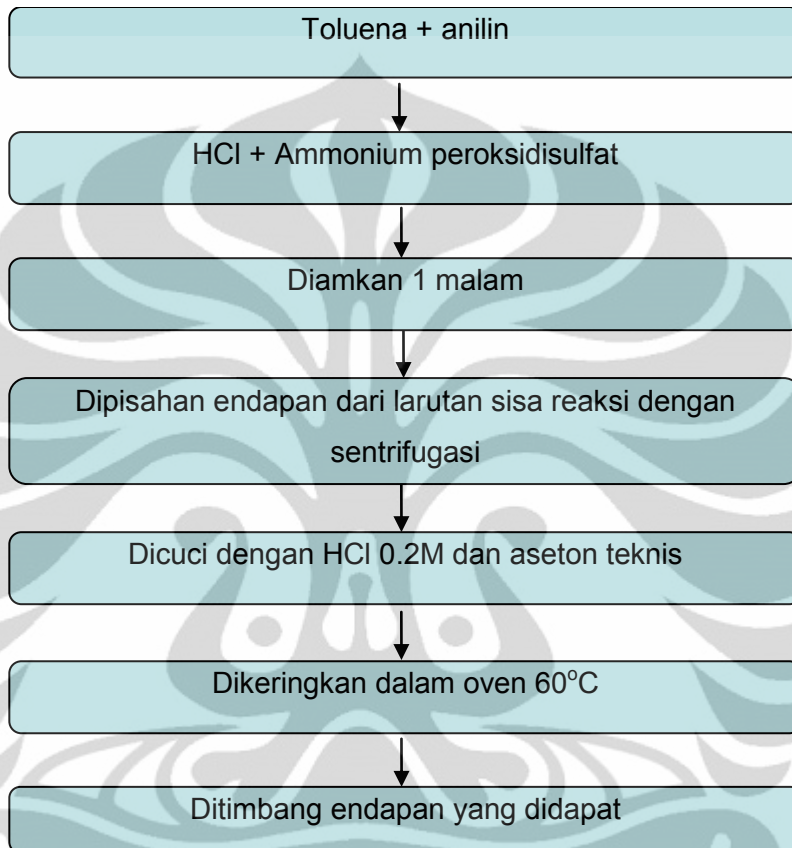 Toluena + anilin
HCl + Ammonium peroksidisulfat
Diamkan 1 malam
Dipisahan endapan dari larutan sisa reaksi dengan
sentrifugasi
Dicuci dengan HCl 0.2M dan aseton teknis
Dikeringkan dalam oven 60°C
Ditimbang endapan yang didapat